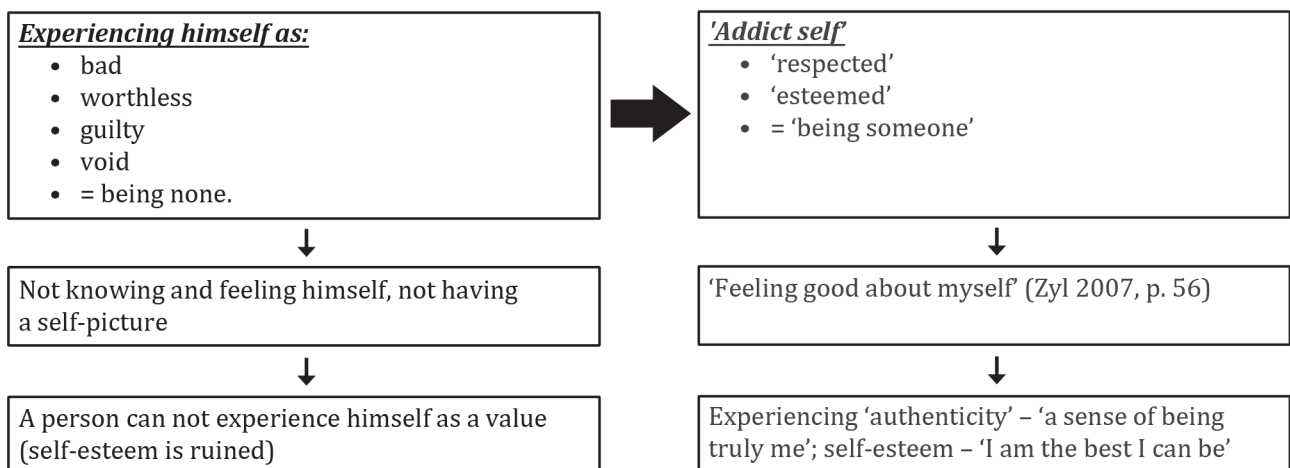 Experiencing himself as:
• bad
• worthless
• guilty
• void
• = being none.
Not knowing and feeling himself, not having
a self-picture
A person can not experience himself as a value
(self-esteem is ruined)
'Addict self'
• ‘respected’
• ‘esteemed’
• = ‘being someone’
‘Feeling good about myself’ (Zyl 2007, p. 56)
Experiencing ‘authenticity’ – ‘a sense of being
truly me’; self-esteem – ‘I am the best I can be’